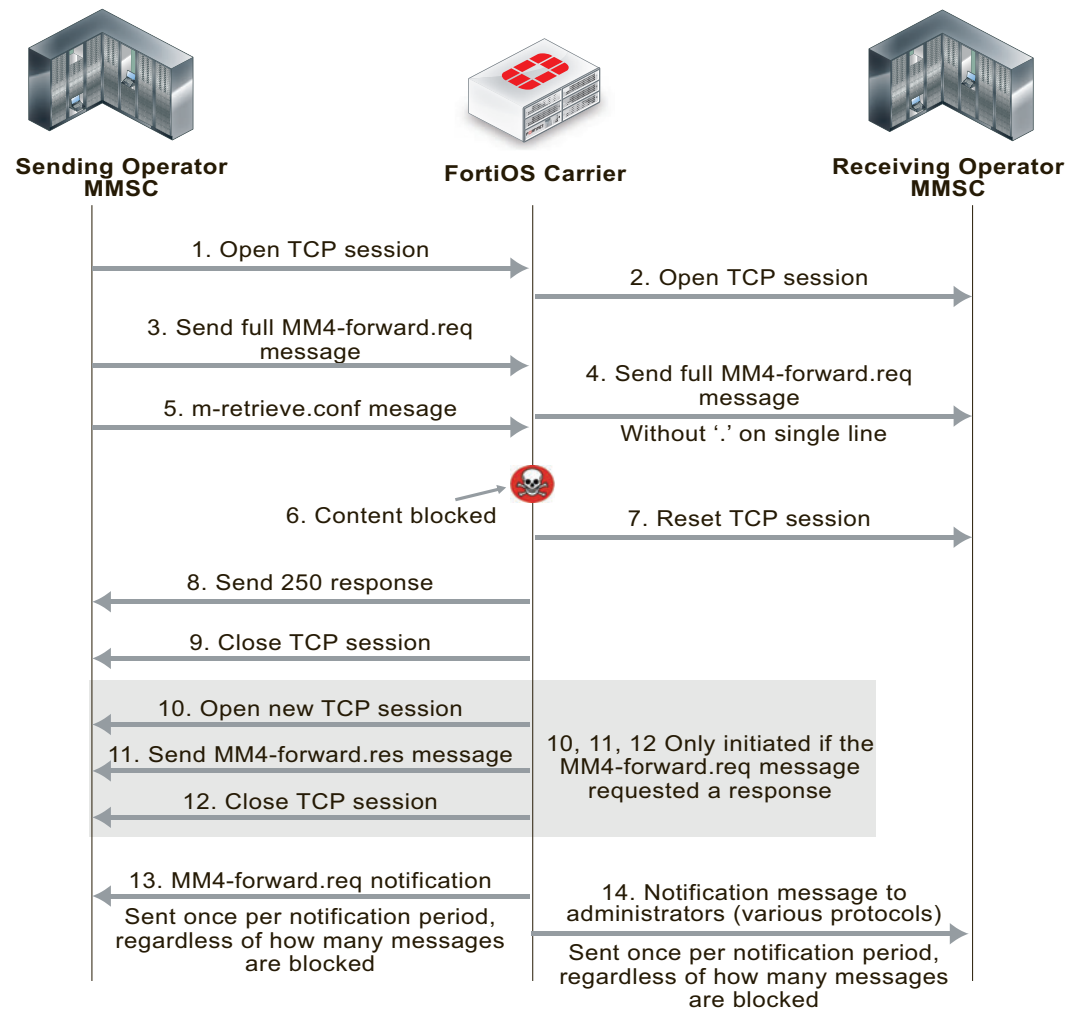 Sending Operator
MMSC
FortiOS Carrier
Receiving Operator
MMSC
1. Open TCP session
2. Open TCP session
3. Send full MM4-forward.req
message
4. Send full MM4-forward.req
message
Without ‘.’ on single line
5. m-retrieve.conf mesage
6. Content blocked
7. Reset TCP session
8. Send 250 response
9. Close TCP session
10. Open new TCP session
11. Send MM4-forward.res message
12. Close TCP session
10, 11, 12 Only initiated if the
MM4-forward.req message
requested a response
13. MM4-forward.req notification
Sent once per notification period,
regardless of how many messages
are blocked
14. Notification message to
administrators (various protocols)
Sent once per notification period,
regardless of how many messages
are blocked